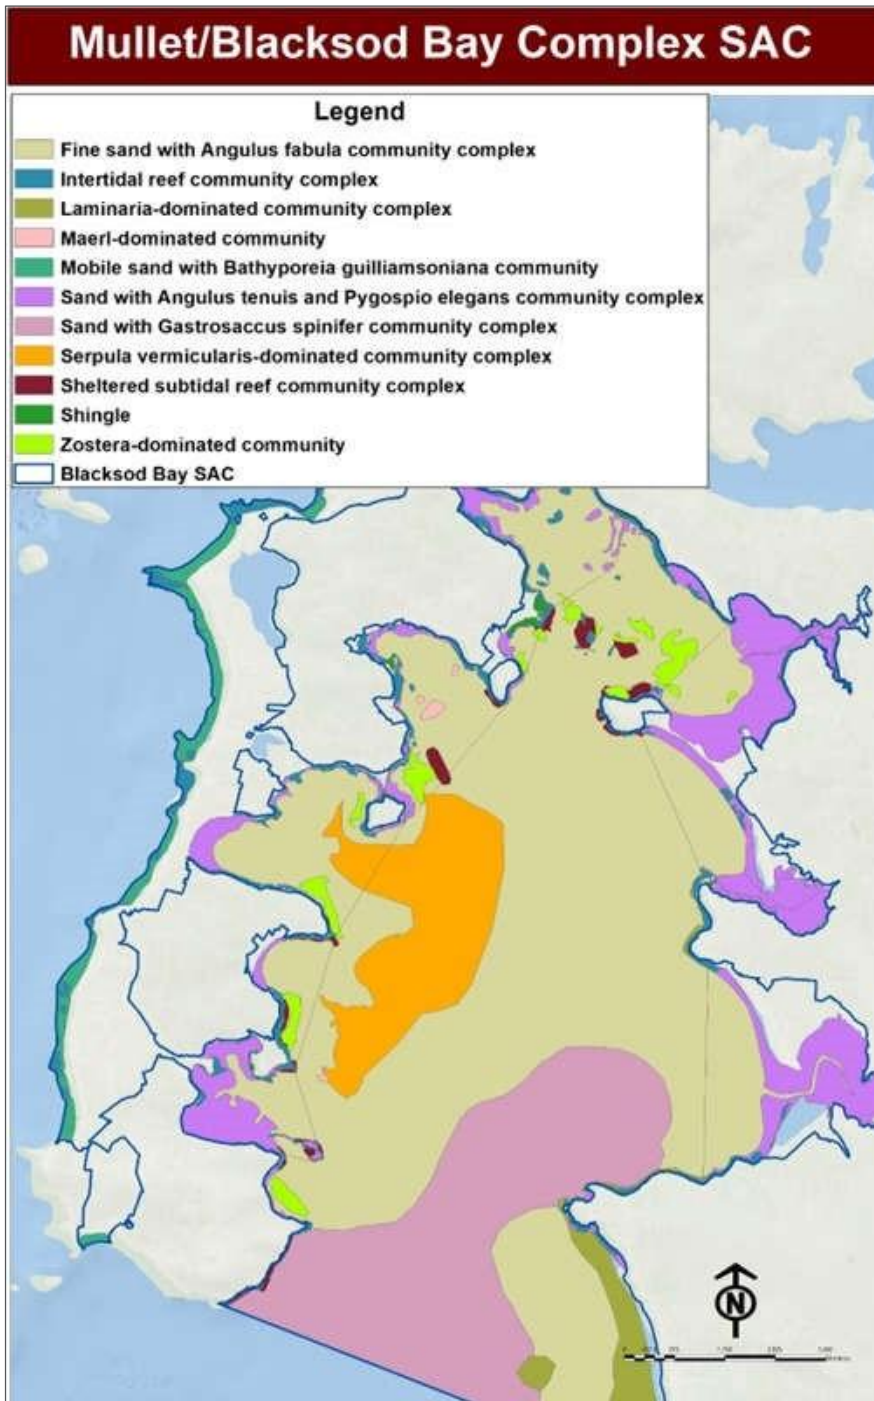 Mullet/Blacksod Bay Complex SAC
Legend
Fine sand with Angulus fabula community complex
Intertidal reef community complex
Laminaria-dominated community complex
Maerl-dominated community
Mobile sand with Bathyporeia guilliamsoniana community
Sand with Angulus tenuis and Pygospio elegans community complex
Sand with Gastrosaccus spinifer community complex
Serpula vermicularis-dominated community complex
Sheltered subtidal reef community complex
Shingle
Zostera-dominated community
Blacksod Bay SAC
N